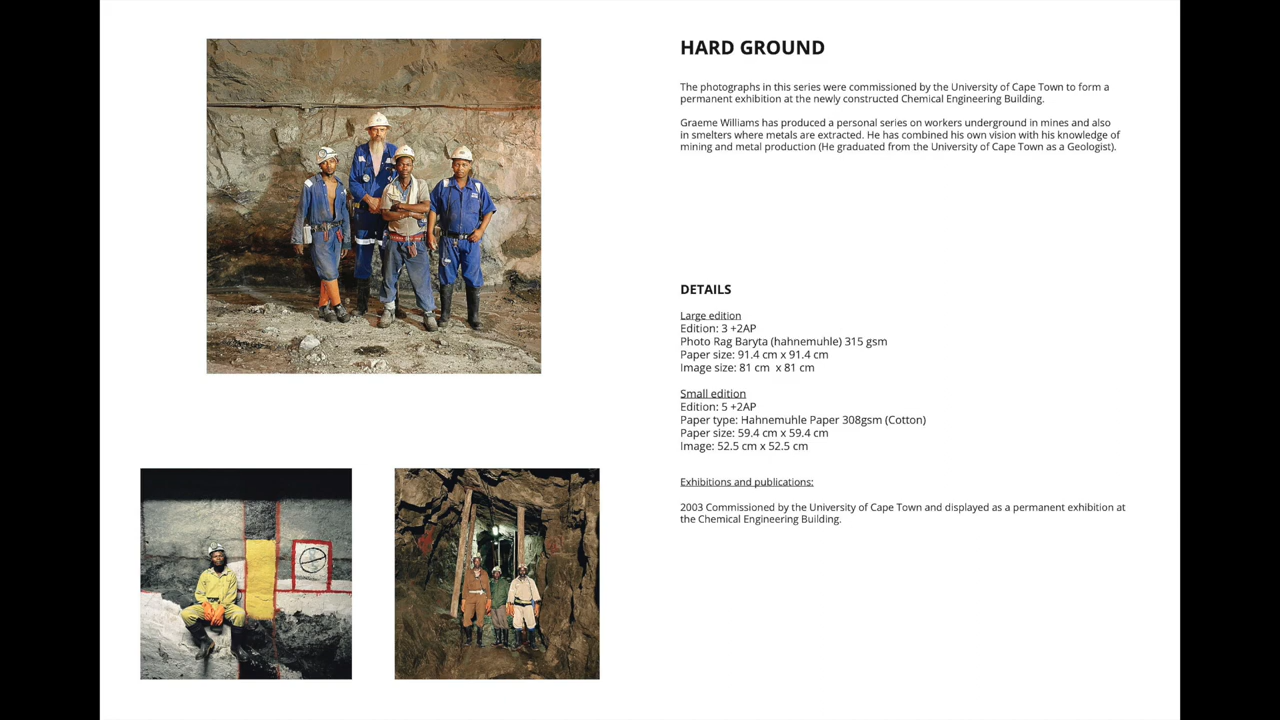 HARD GROUND
The photographs in this series were commissioned by the University of Cape Town to form a
permanent exhibition at the newly constructed Chemical Engineering Building.
Graeme Williams has produced a personal series on workers underground in mines and also
in smelters where metals are extracted. He has combined his own vision with his knowledge of
mining and metal production (He graduated from the University of Cape Town as a Geologist).
DETAILS
Large edition
Edition: 3 +2AP
Photo Rag Baryta (hahnemuhle) 315 gsm
Paper size: 91.4 cm x 91.4 cm
Image size: 81 cm  x 81 cm
Small edition
Edition: 5 +2AP
Paper type: Hahnemuhle Paper 308gsm (Cotton)
Paper size: 59.4 cm x 59.4 cm
Image: 52.5 cm x 52.5 cm
Exhibitions and publications:
2003 Commissioned by the University of Cape Town and displayed as a permanent exhibition at
the Chemical Engineering Building.